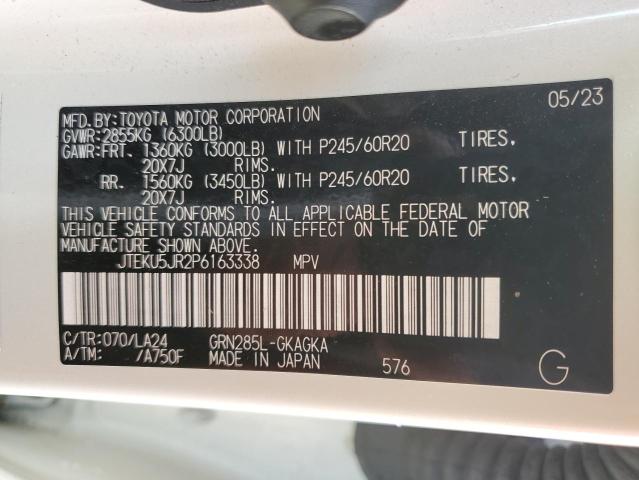 05/23
MFD.BY:TOYOTA MOTOR CORPORATION
GVWR:2855KG (6300LB)
GAWR:FRT. 1360KG (3000LB) WITH P245/60R20 TIRES,
20X7J RIMS.
RR. 1560KG (3450LB) WITH P245/60R20 TIRES,
20X7J RIMS.
THIS VEHICLE CONFORMS TO ALL APPLICABLE FEDERAL MOTOR
VEHICLE SAFETY STANDARDS IN EFFECT ON THE DATE OF
MANUFACTURE SHOWN ABOVE.
JTEKU5JR2P6163338 MPV
C/TR:070/LA24 GRN285L-GKAGKA
A/TM: /A750F MADE IN JAPAN 576 G